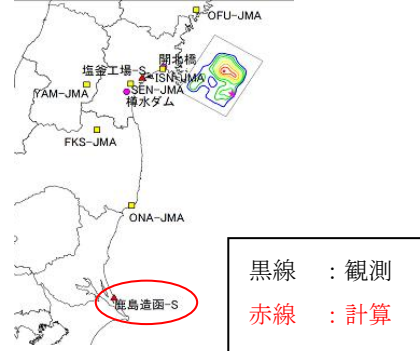 OFU-JMA
開北橋
塩釜工場-S
ISN-JMA
YAM-JMA
SEN-JMA
樽水ダム
FKS-JMA
ONA-JMA
鹿島造函-S
黒線 ：観測
赤線 ：計算